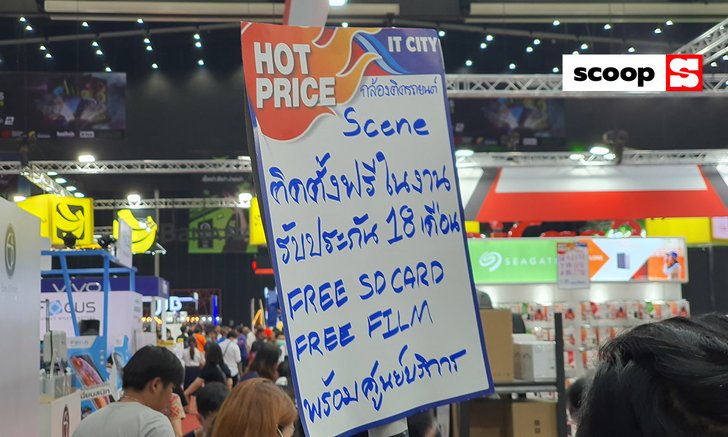 HOT PRICE
IT CITY
กล้องติดรถยนต์
Scene
ติดตั้งฟรีในงาน
รับประกัน 18 เดือน
FREE SD CARD
FREE FILM
พร้อมศูนย์บริการ
scoop S
SEAGATE
VIVO
FOCUS